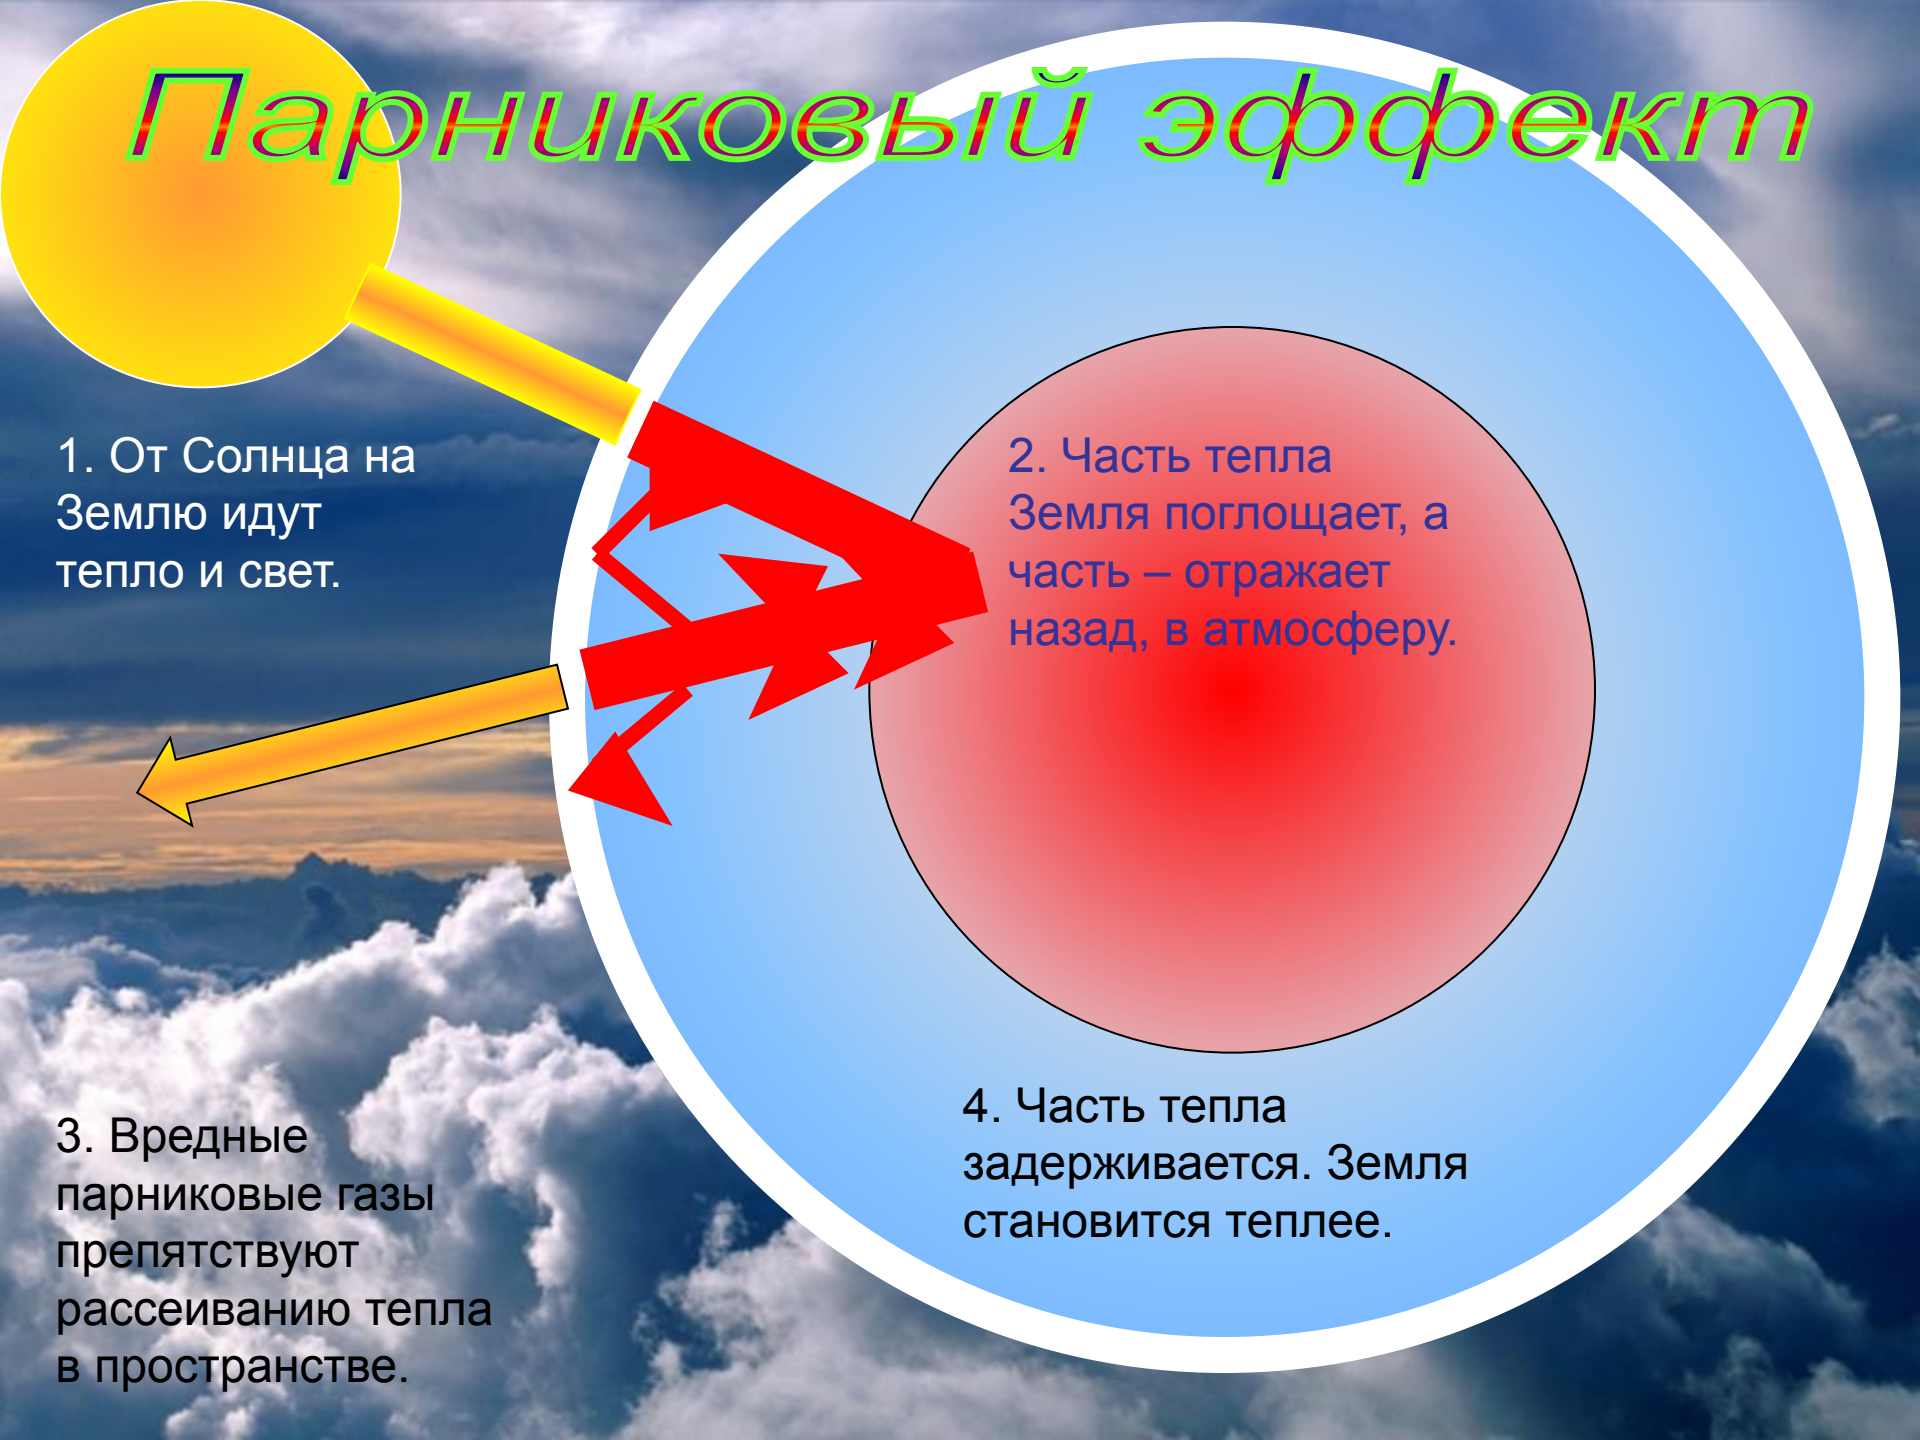 Парниковый эффект
1. От Солнца на
Землю идут
тепло и свет.
2. Часть тепла
Земля поглощает, а
часть – отражает
назад, в атмосферу.
3. Вредные
парниковые газы
препятствуют
рассеиванию тепла
в пространстве.
4. Часть тепла
задерживается. Земля
становится теплее.